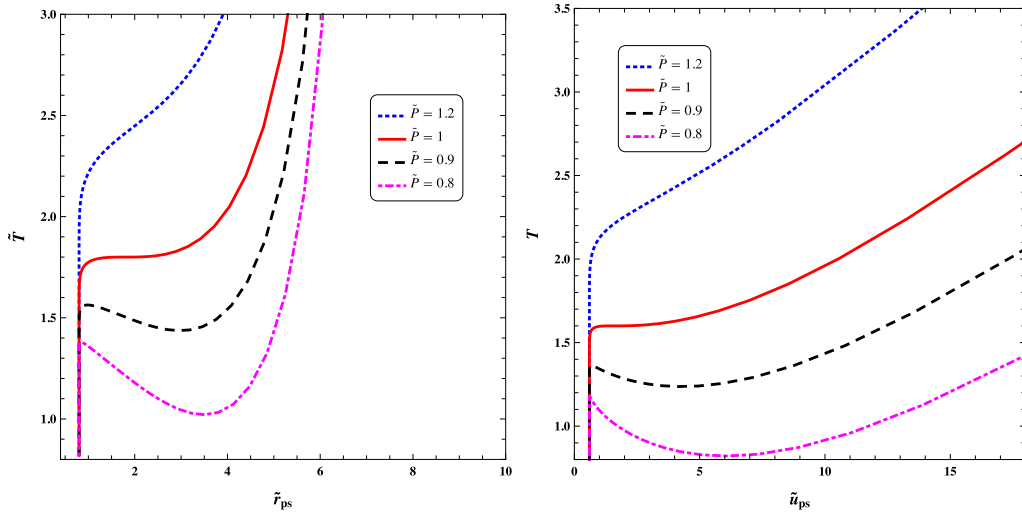 3.0
2.5
2.0
1.5
1.0
T̃
2
4
6
8
10
r̃ps
P̃ = 1.2
P̃ = 1
P̃ = 0.9
P̃ = 0.8
3.5
3.0
2.5
2.0
1.5
1.0
T
0
5
10
15
ũps
P̃ = 1.2
P̃ = 1
P̃ = 0.9
P̃ = 0.8